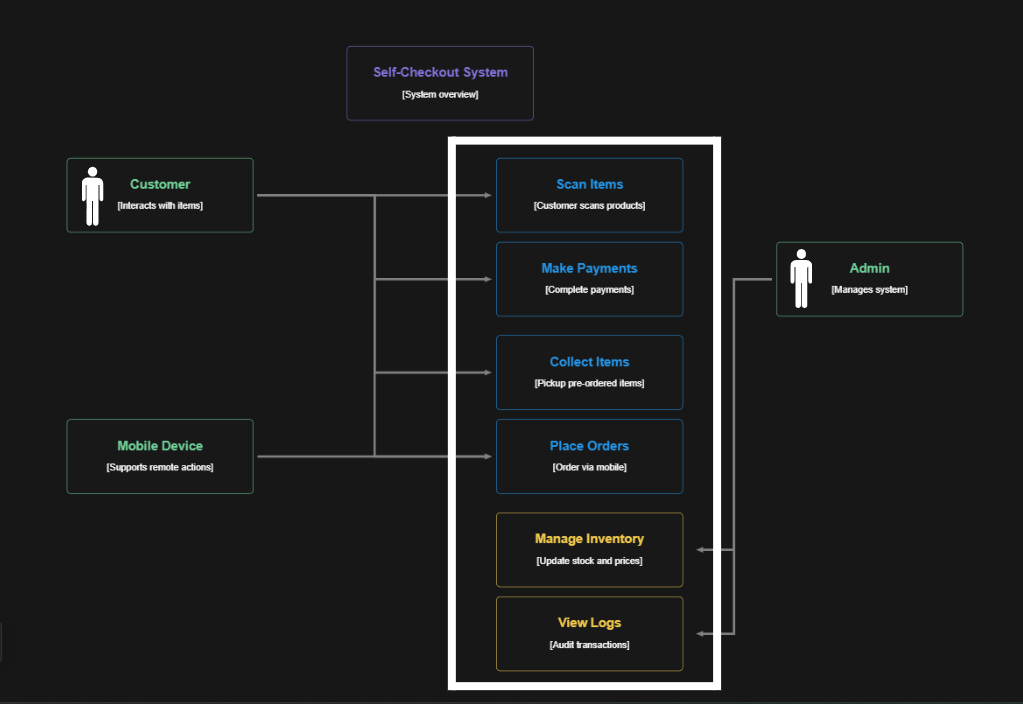 Self-Checkout System
[System overview]
Customer
[Interacts with items]
Scan Items
[Customer scans products]
Make Payments
[Complete payments]
Admin
[Manages system]
Collect Items
[Pickup pre-ordered items]
Mobile Device
[Supports remote actions]
Place Orders
[Order via mobile]
Manage Inventory
[Update stock and prices]
View Logs
[Audit transactions]